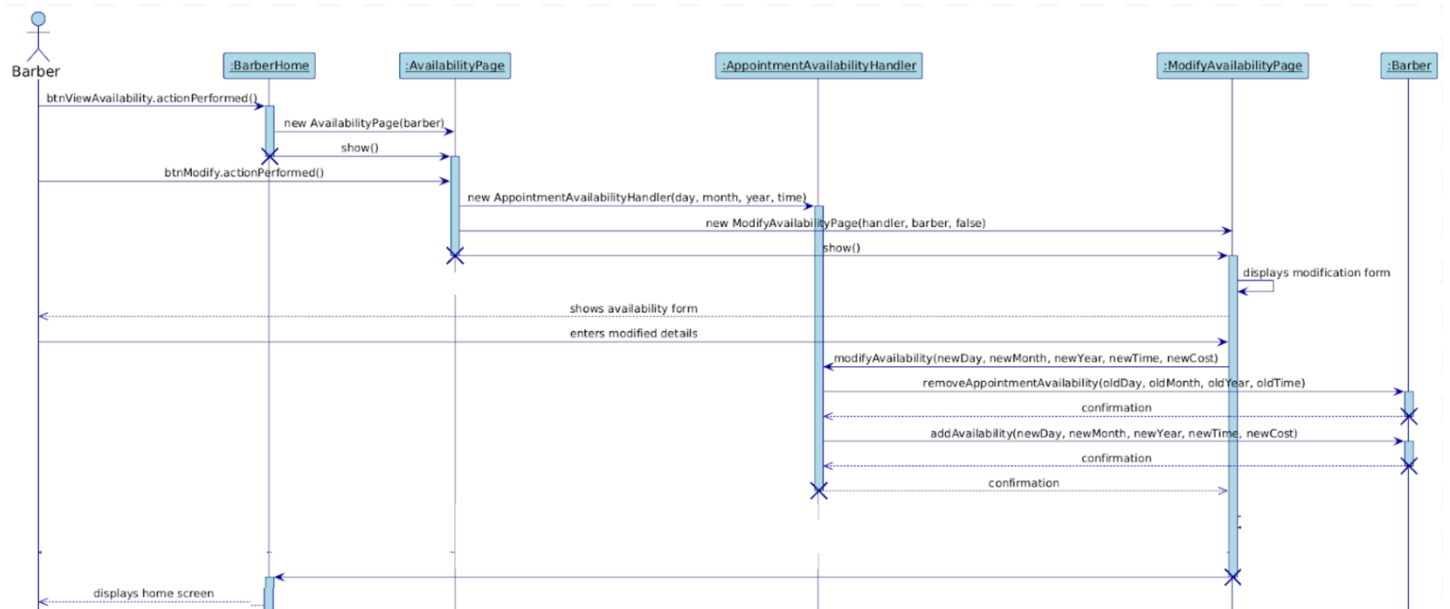 Barber
:BarberHome
:AvailabilityPage
:AppointmentAvailabilityHandler
:ModifyAvailabilityPage
:Barber
btnViewAvailability.actionPerformed()
new AvailabilityPage(barber)
show()
btnModify.actionPerformed()
new AppointmentAvailabilityHandler(day, month, year, time)
new ModifyAvailabilityPage(handler, barber, false)
show()
displays modification form
shows availability form
enters modified details
modifyAvailability(newDay, newMonth, newYear, newTime, newCost)
removeAppointmentAvailability(oldDay, oldMonth, oldYear, oldTime)
confirmation
addAvailability(newDay, newMonth, newYear, newTime, newCost)
confirmation
confirmation
displays home screen